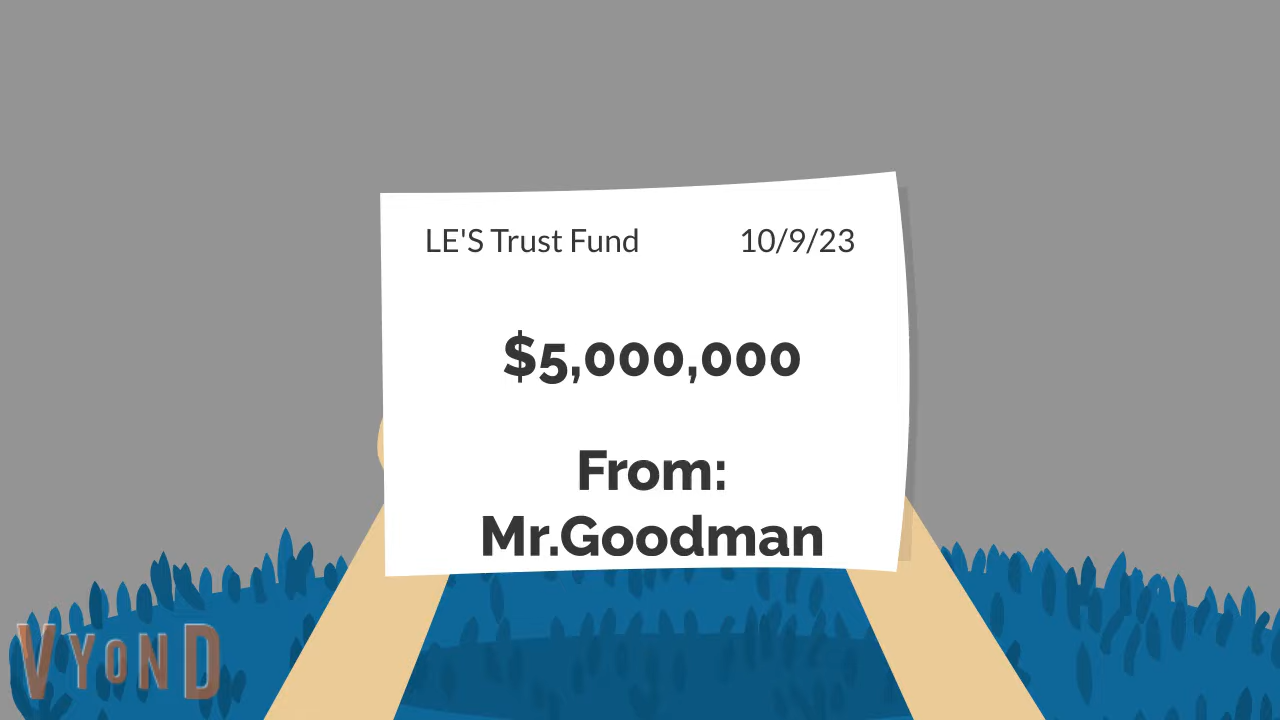 LE'S Trust Fund 10/9/23
$5,000,000
From:
Mr.Goodman
VYOND